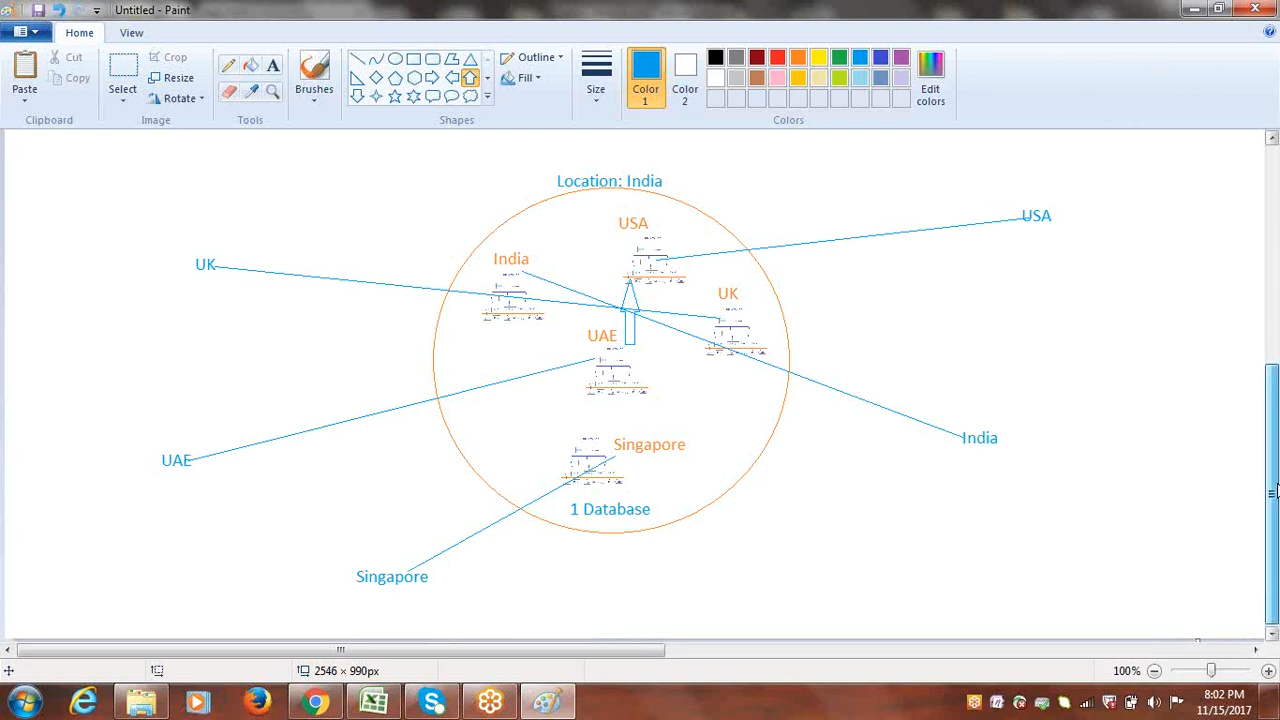 Untitled - Paint
Home
View
Paste
Cut
Copy
Clipboard
Select
Crop
Resize
Rotate
Image
Tools
Brushes
Shapes
Outline
Fill
Size
Color
1
Color
2
Colors
Edit
colors
Location: India
USA
USA
India
UK
UK
UAE
Singapore
India
UAE
1 Database
Singapore
2546 × 990px
100%
8:02 PM
11/15/2017